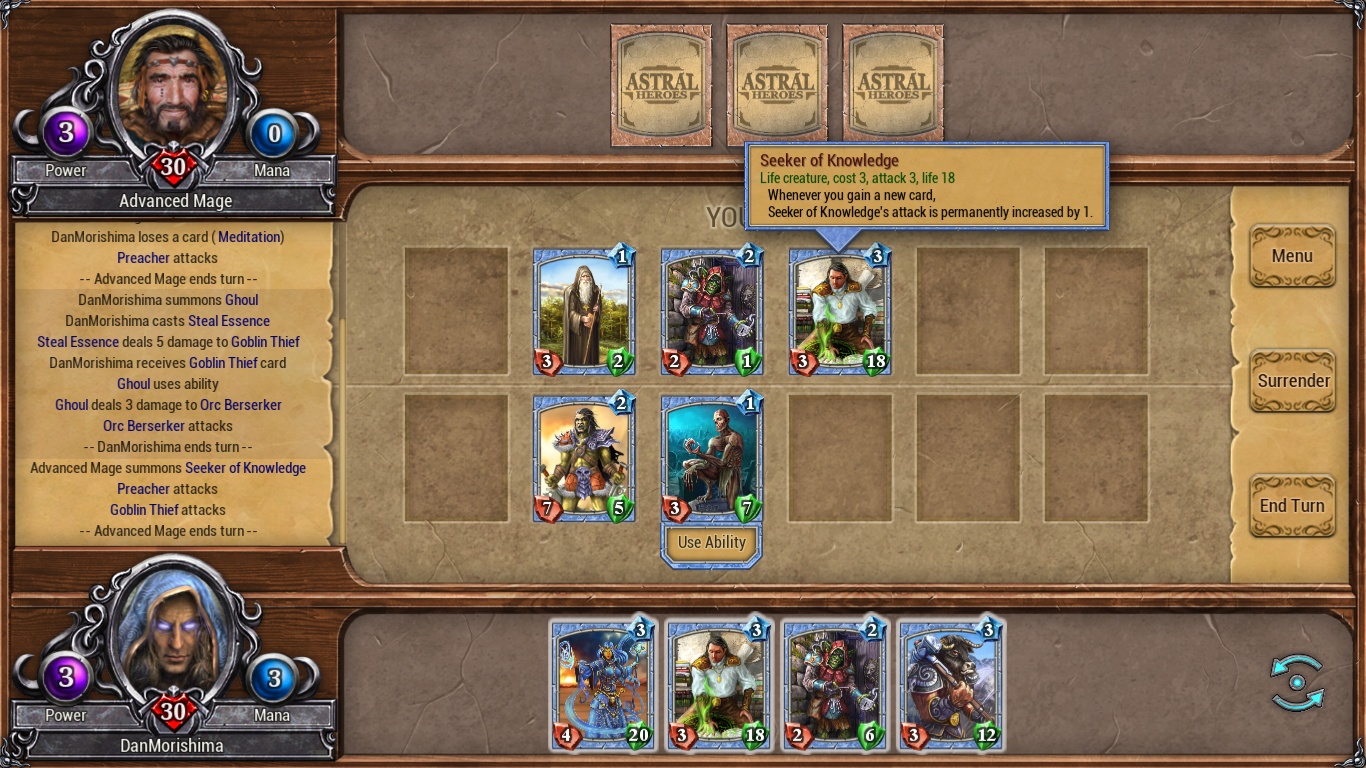 ASTRAL
HEROES
ASTRAL
HEROES
ASTRAL
HEROES
3
0
Power
30
Mana
Advanced Mage
DanMorishima loses a card ( Meditation)
Preacher attacks
-- Advanced Mage ends turn --
DanMorishima summons Ghoul
DanMorishima casts Steal Essence
Steal Essence deals 5 damage to Goblin Thief
DanMorishima receives Goblin Thief card
Ghoul uses ability
Ghoul deals 3 damage to Orc Berserker
Orc Berserker attacks
-- DanMorishima ends turn --
Advanced Mage summons Seeker of Knowledge
Preacher attacks
Goblin Thief attacks
-- Advanced Mage ends turn --
Seeker of Knowledge
Life creature, cost 3, attack 3, life 18
Whenever you gain a new card,
Seeker of Knowledge's attack is permanently increased by 1.
YOU
1
2
3
3
2
2
1
3
18
2
1
7
5
3
7
Use Ability
Menu
Surrender
End Turn
3
3
Power
30
Mana
DanMorishima
3
3
2
3
4
20
3
18
2
6
3
12